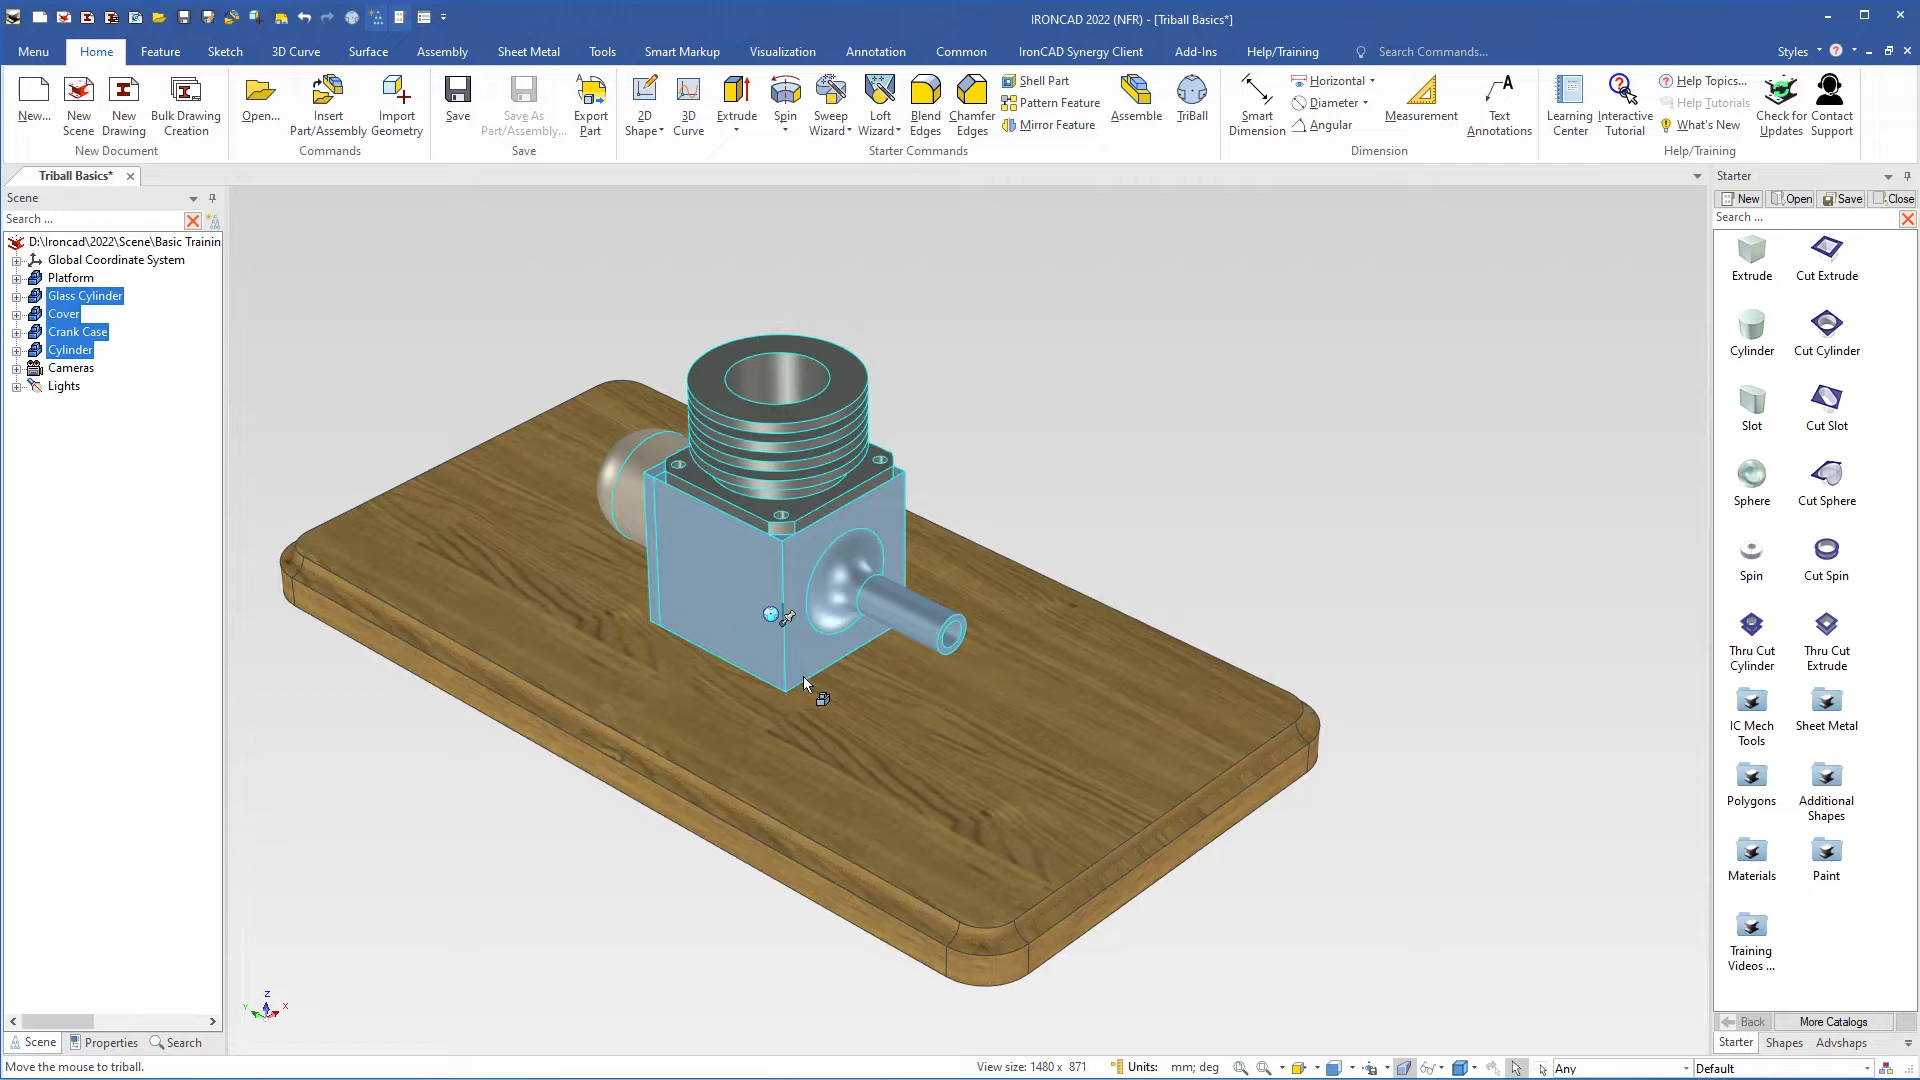 IRONCAD 2022 (NFR) - [Triball Basics*]
Menu Home Feature Sketch 3D Curve Surface Assembly Sheet Metal Tools Smart Markup Visualization Annotation Common IronCAD Synergy Client Add-Ins Help/Training Search Commands... Styles
New... New Scene New Drawing Bulk Drawing Creation
New Document
Open... Insert Part/Assembly Import Geometry
Commands
Save Save As Part/Assembly... Export Part
Save
2D Shape 3D Curve Extrude Spin Sweep Wizard Loft Wizard Blend Edges Chamfer Edges Shell Part Pattern Feature Mirror Feature Assemble TriBall
Starter Commands
Smart Dimension Horizontal Diameter Angular Measurement Text Annotations
Dimension
Learning Center Interactive Tutorial Help Topics... Help Tutorials What's New Check for Updates Contact Support
Help/Training
Triball Basics*
Scene
Search ...
D:\Ironcad\2022\Scene\Basic Trainin
Global Coordinate System
Platform
Glass Cylinder
Cover
Crank Case
Cylinder
Cameras
Lights
Z
Y X
Scene Properties Search
Starter
New Open Save Close
Search ...
Extrude Cut Extrude
Cylinder Cut Cylinder
Slot Cut Slot
Sphere Cut Sphere
Spin Cut Spin
Thru Cut Cylinder Thru Cut Extrude
IC Mech Tools Sheet Metal
Polygons Additional Shapes
Materials Paint
Training Videos ...
Back More Catalogs
Starter Shapes Advshaps
Move the mouse to triball. View size: 1480 x 871 Units: mm; deg Any Default